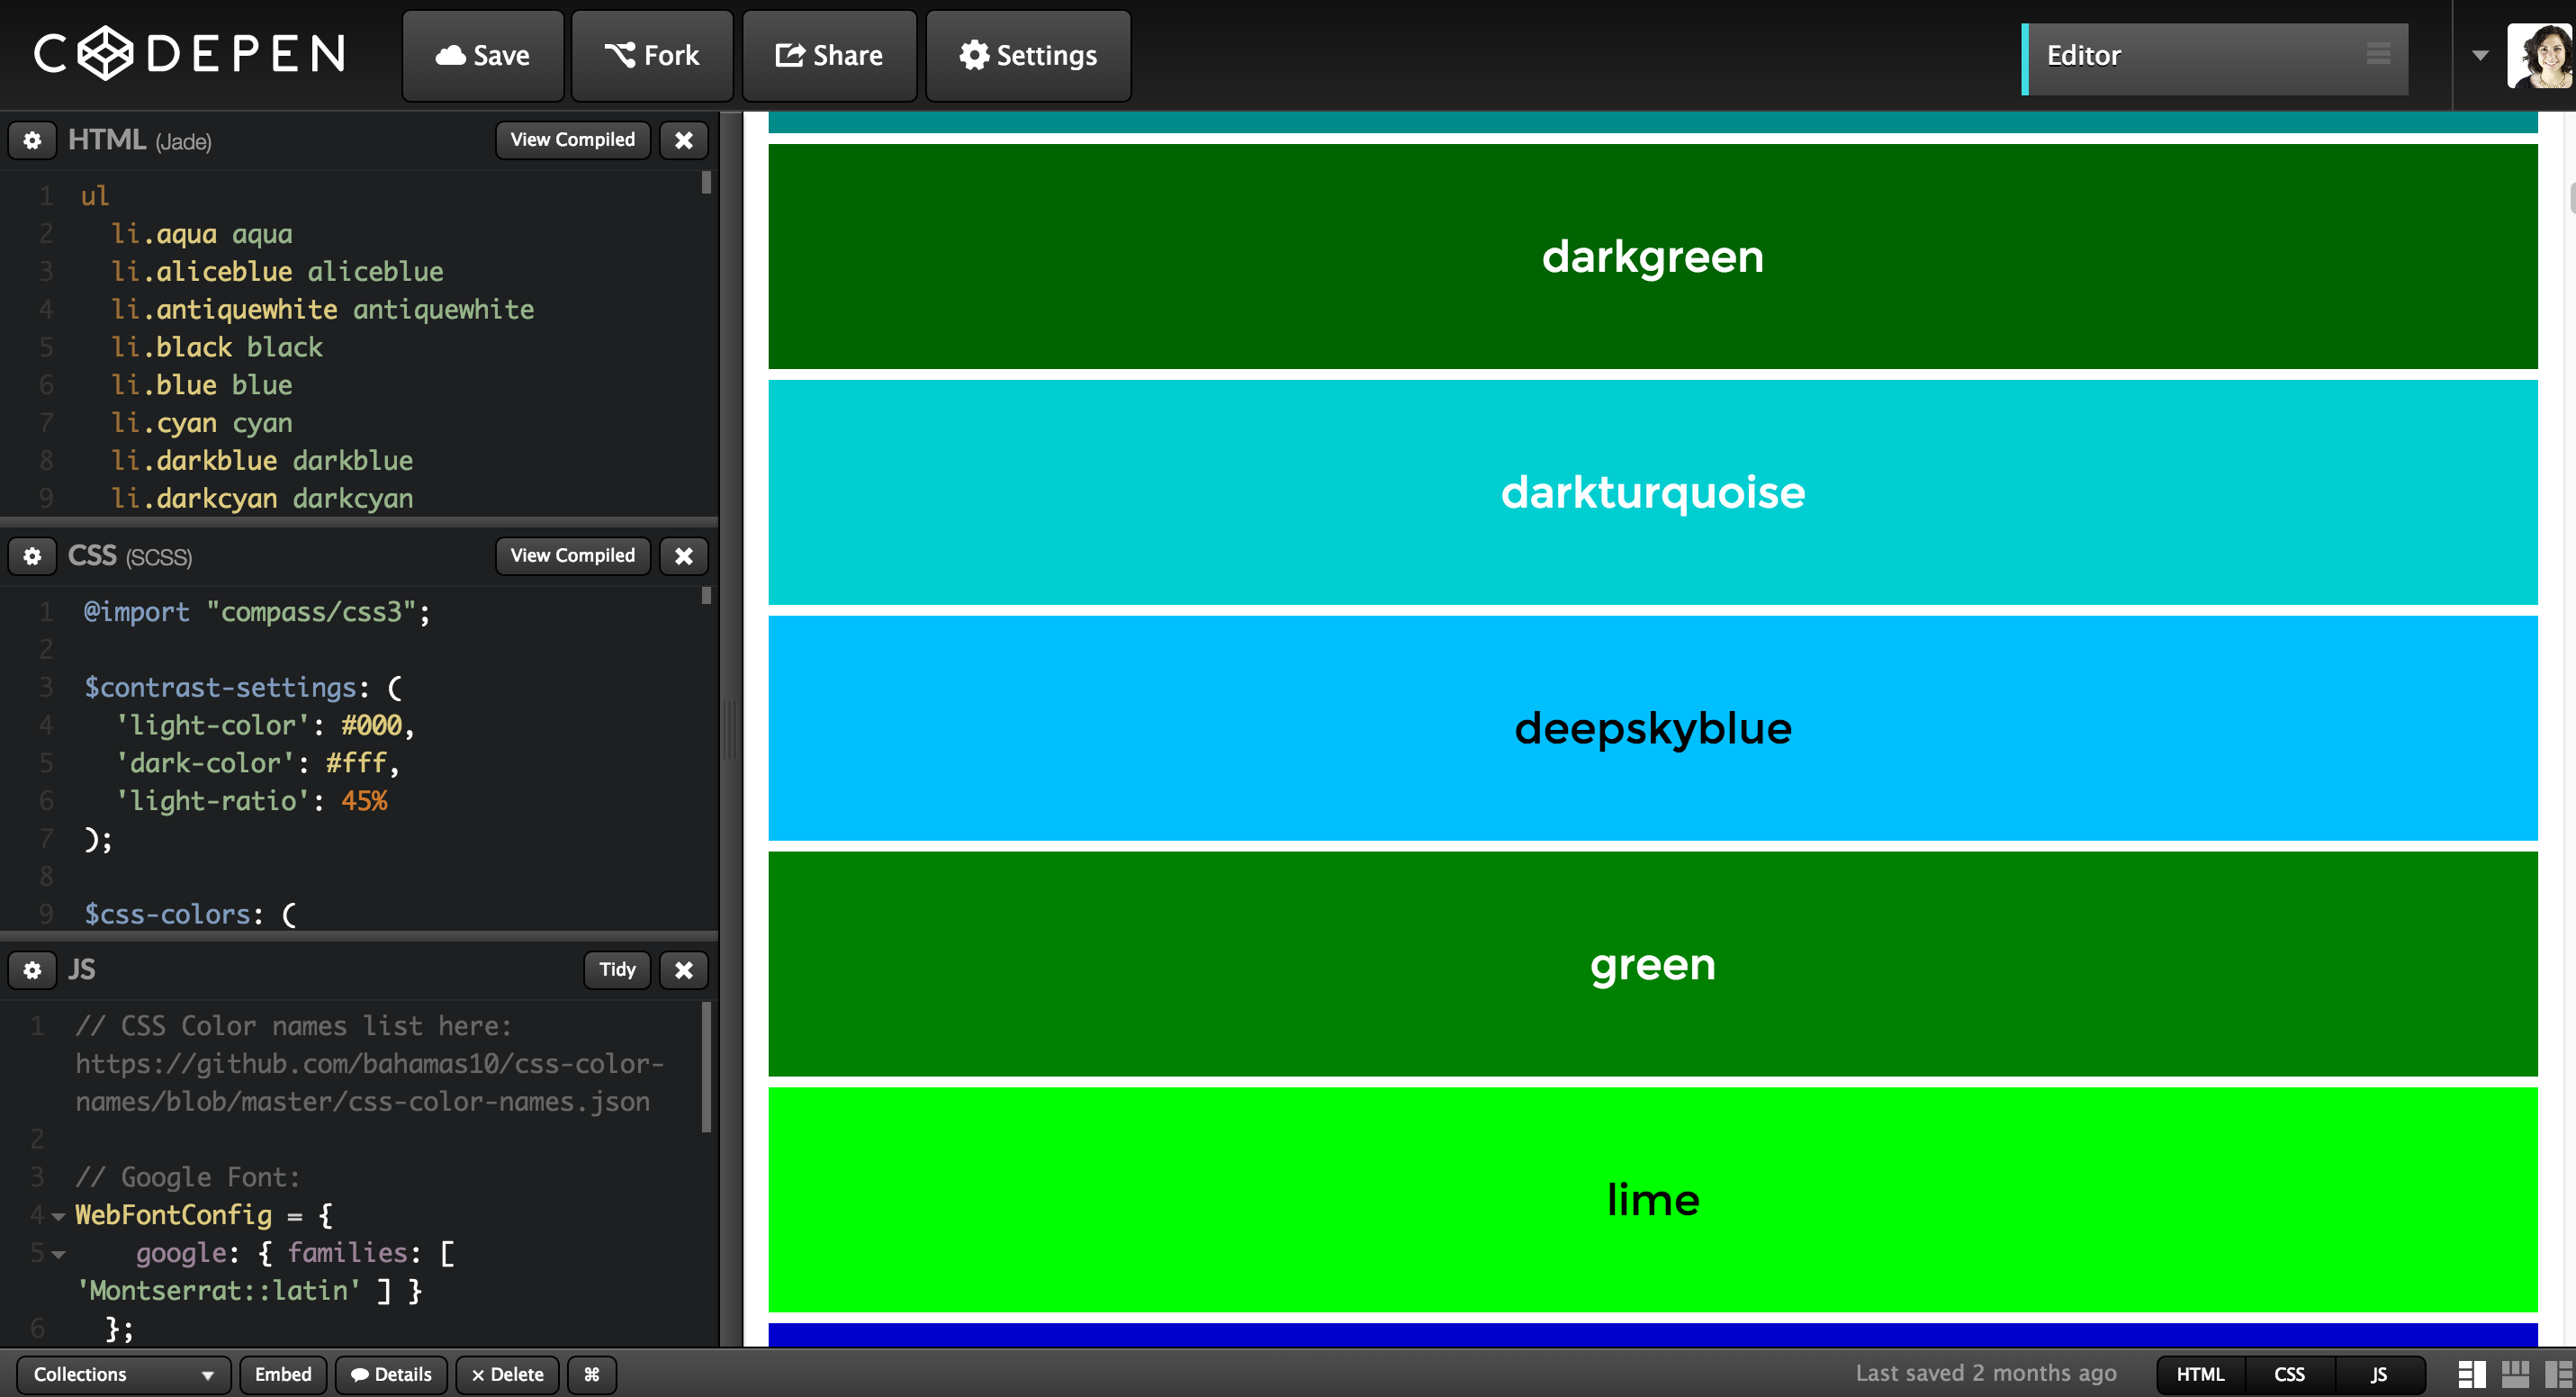 CODEPEN
Save
Fork
Share
Settings
Editor
HTML (Jade)
View Compiled
1 ul
2 li.aqua aqua
3 li.aliceblue aliceblue
4 li.antiquewhite antiquewhite
5 li.black black
6 li.blue blue
7 li.cyan cyan
8 li.darkblue darkblue
9 li.darkcyan darkcyan
CSS (SCSS)
View Compiled
1 @import "compass/css3";
2
3 $contrast-settings: (
4 'light-color': #000,
5 'dark-color': #fff,
6 'light-ratio': 45%
7 );
8
9 $css-colors: (
JS
Tidy
1 // CSS Color names list here:
https://github.com/bahamas10/css-color-
names/blob/master/css-color-names.json
2
3 // Google Font:
4 WebFontConfig = {
5 google: { families: [
'Montserrat::latin' ] }
6 };
darkgreen
darkturquoise
deepskyblue
green
lime
Collections
Embed
Details
× Delete
⌘
Last saved 2 months ago
HTML
CSS
JS